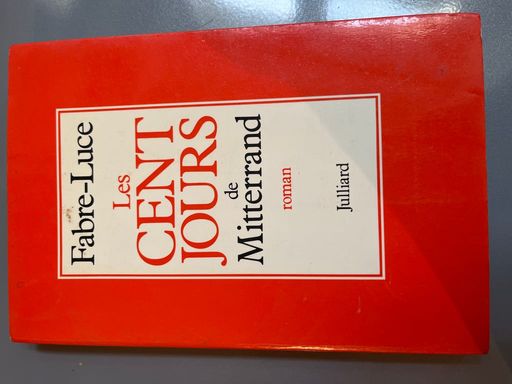 Fabre-Luce
Les
CENT
JOURS
de
Mitterrand
roman
Julliard